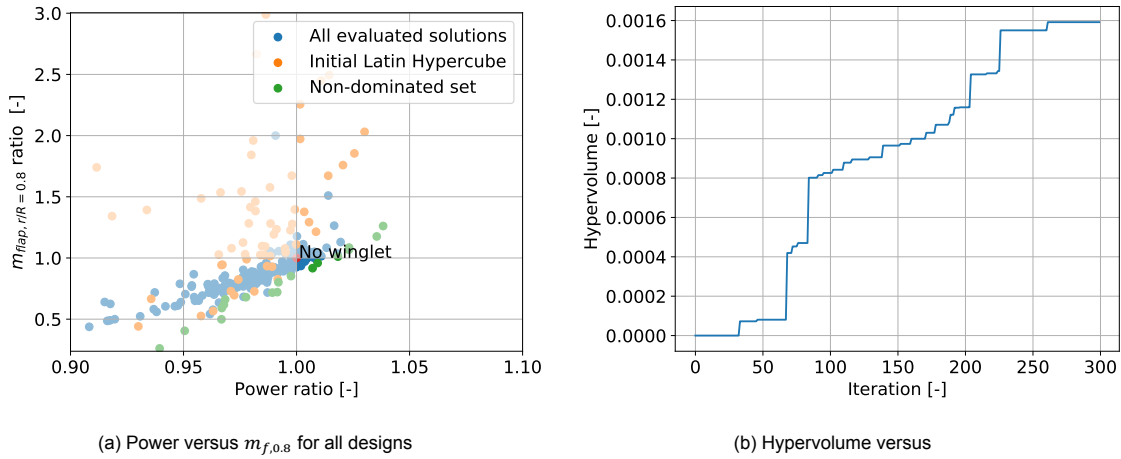 3.0
2.5
2.0
1.5
1.0
0.5
0.90
0.95
1.00
1.05
1.10
m_flap, r/R = 0.8 ratio [-]
Power ratio [-]
All evaluated solutions
Initial Latin Hypercube
Non-dominated set
No winglet
(a) Power versus m_f,0.8 for all designs
0.0016
0.0014
0.0012
0.0010
0.0008
0.0006
0.0004
0.0002
0.0000
0
50
100
150
200
250
300
Hypervolume [-]
Iteration [-]
(b) Hypervolume versus